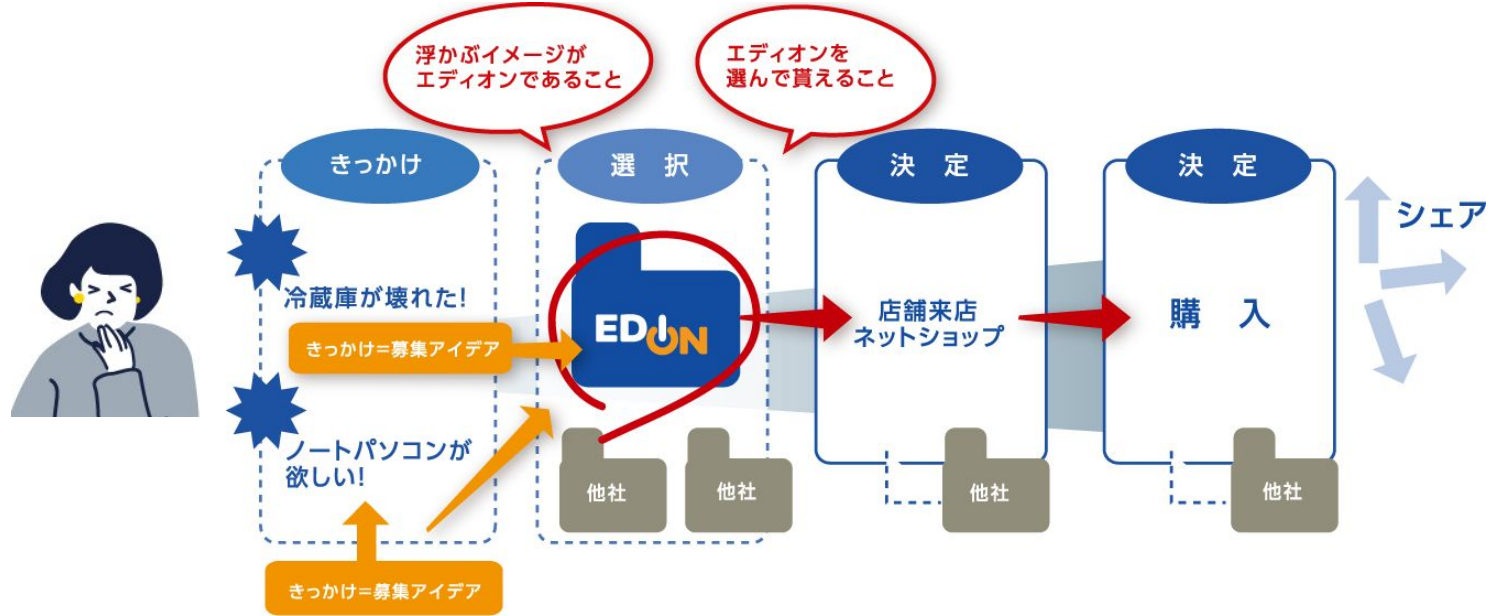 浮かぶイメージが
エディオンであること
エディオンを
選んで貰えること
きっかけ
選 択
決 定
決 定
シェア
冷蔵庫が壊れた!
きっかけ=募集アイデア
EDION
店舗来店
ネットショップ
購 入
ノートパソコンが
欲しい!
他社
他社
他社
他社
きっかけ=募集アイデア